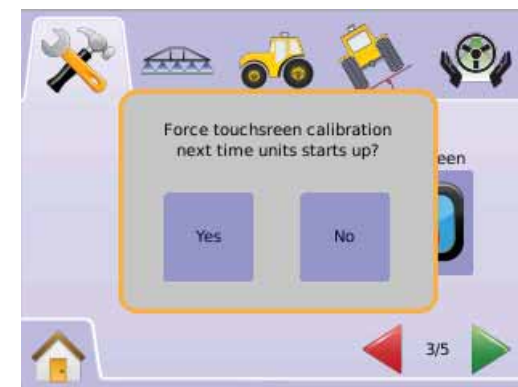 Force touchsreen calibration
next time units starts up?
een
Yes
No
3/5